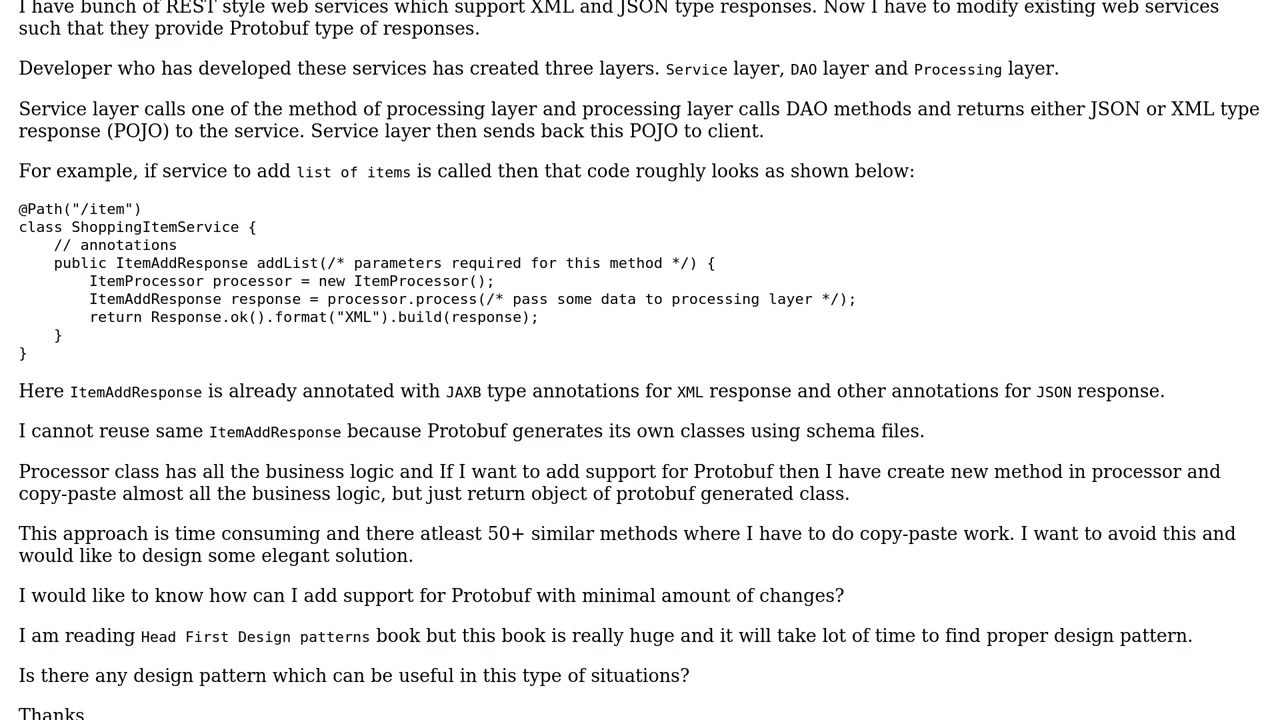 I have bunch of REST style web services which support XML and JSON type responses. Now I have to modify existing web services
such that they provide Protobuf type of responses.
Developer who has developed these services has created three layers. Service layer, DAO layer and Processing layer.
Service layer calls one of the method of processing layer and processing layer calls DAO methods and returns either JSON or XML type
response (POJO) to the service. Service layer then sends back this POJO to client.
For example, if service to add list of items is called then that code roughly looks as shown below:
@Path("/item")
class ShoppingItemService {
    // annotations
    public ItemAddResponse addList(/* parameters required for this method */) {
        ItemProcessor processor = new ItemProcessor();
        ItemAddResponse response = processor.process(/* pass some data to processing layer */);
        return Response.ok().format("XML").build(response);
    }
}
Here ItemAddResponse is already annotated with JAXB type annotations for XML response and other annotations for JSON response.
I cannot reuse same ItemAddResponse because Protobuf generates its own classes using schema files.
Processor class has all the business logic and If I want to add support for Protobuf then I have create new method in processor and
copy-paste almost all the business logic, but just return object of protobuf generated class.
This approach is time consuming and there atleast 50+ similar methods where I have to do copy-paste work. I want to avoid this and
would like to design some elegant solution.
I would like to know how can I add support for Protobuf with minimal amount of changes?
I am reading Head First Design patterns book but this book is really huge and it will take lot of time to find proper design pattern.
Is there any design pattern which can be useful in this type of situations?
Thanks